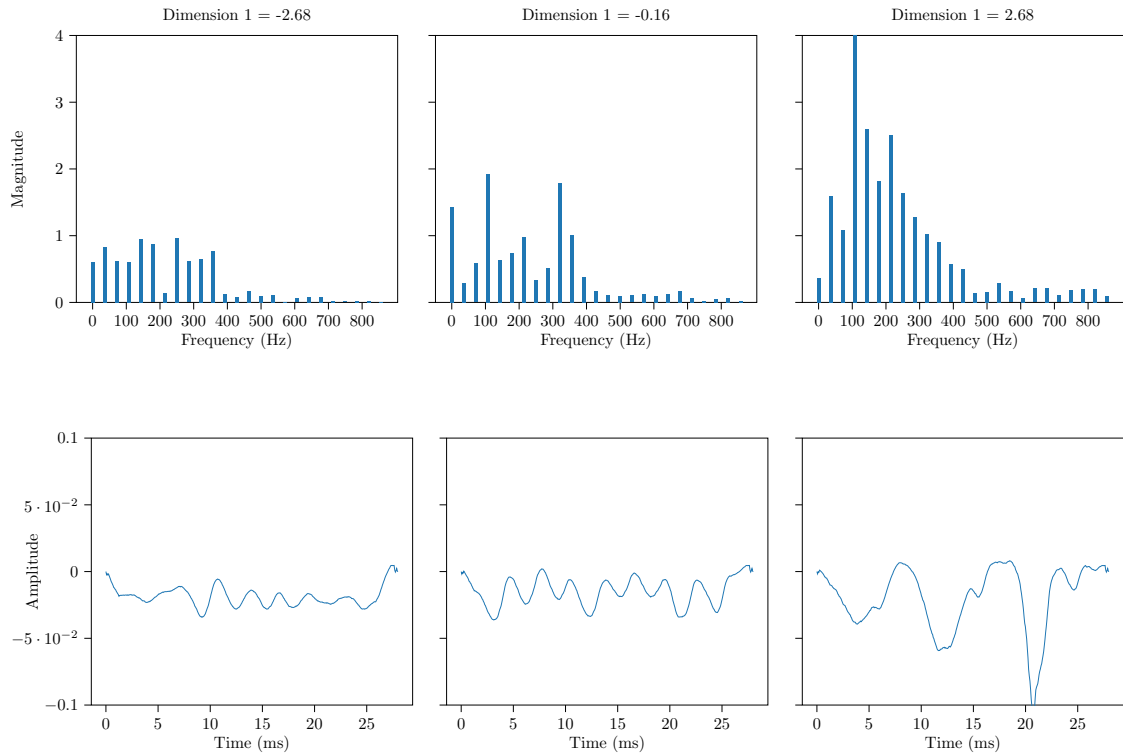 Dimension 1 = -2.68
Dimension 1 = -0.16
Dimension 1 = 2.68
Magnitude
4
3
2
1
0
0 100 200 300 400 500 600 700 800
0 100 200 300 400 500 600 700 800
0 100 200 300 400 500 600 700 800
Frequency (Hz)
Frequency (Hz)
Frequency (Hz)
Amplitude
0.1
5 · 10⁻²
0
−5 · 10⁻²
−0.1
0 5 10 15 20 25
0 5 10 15 20 25
0 5 10 15 20 25
Time (ms)
Time (ms)
Time (ms)